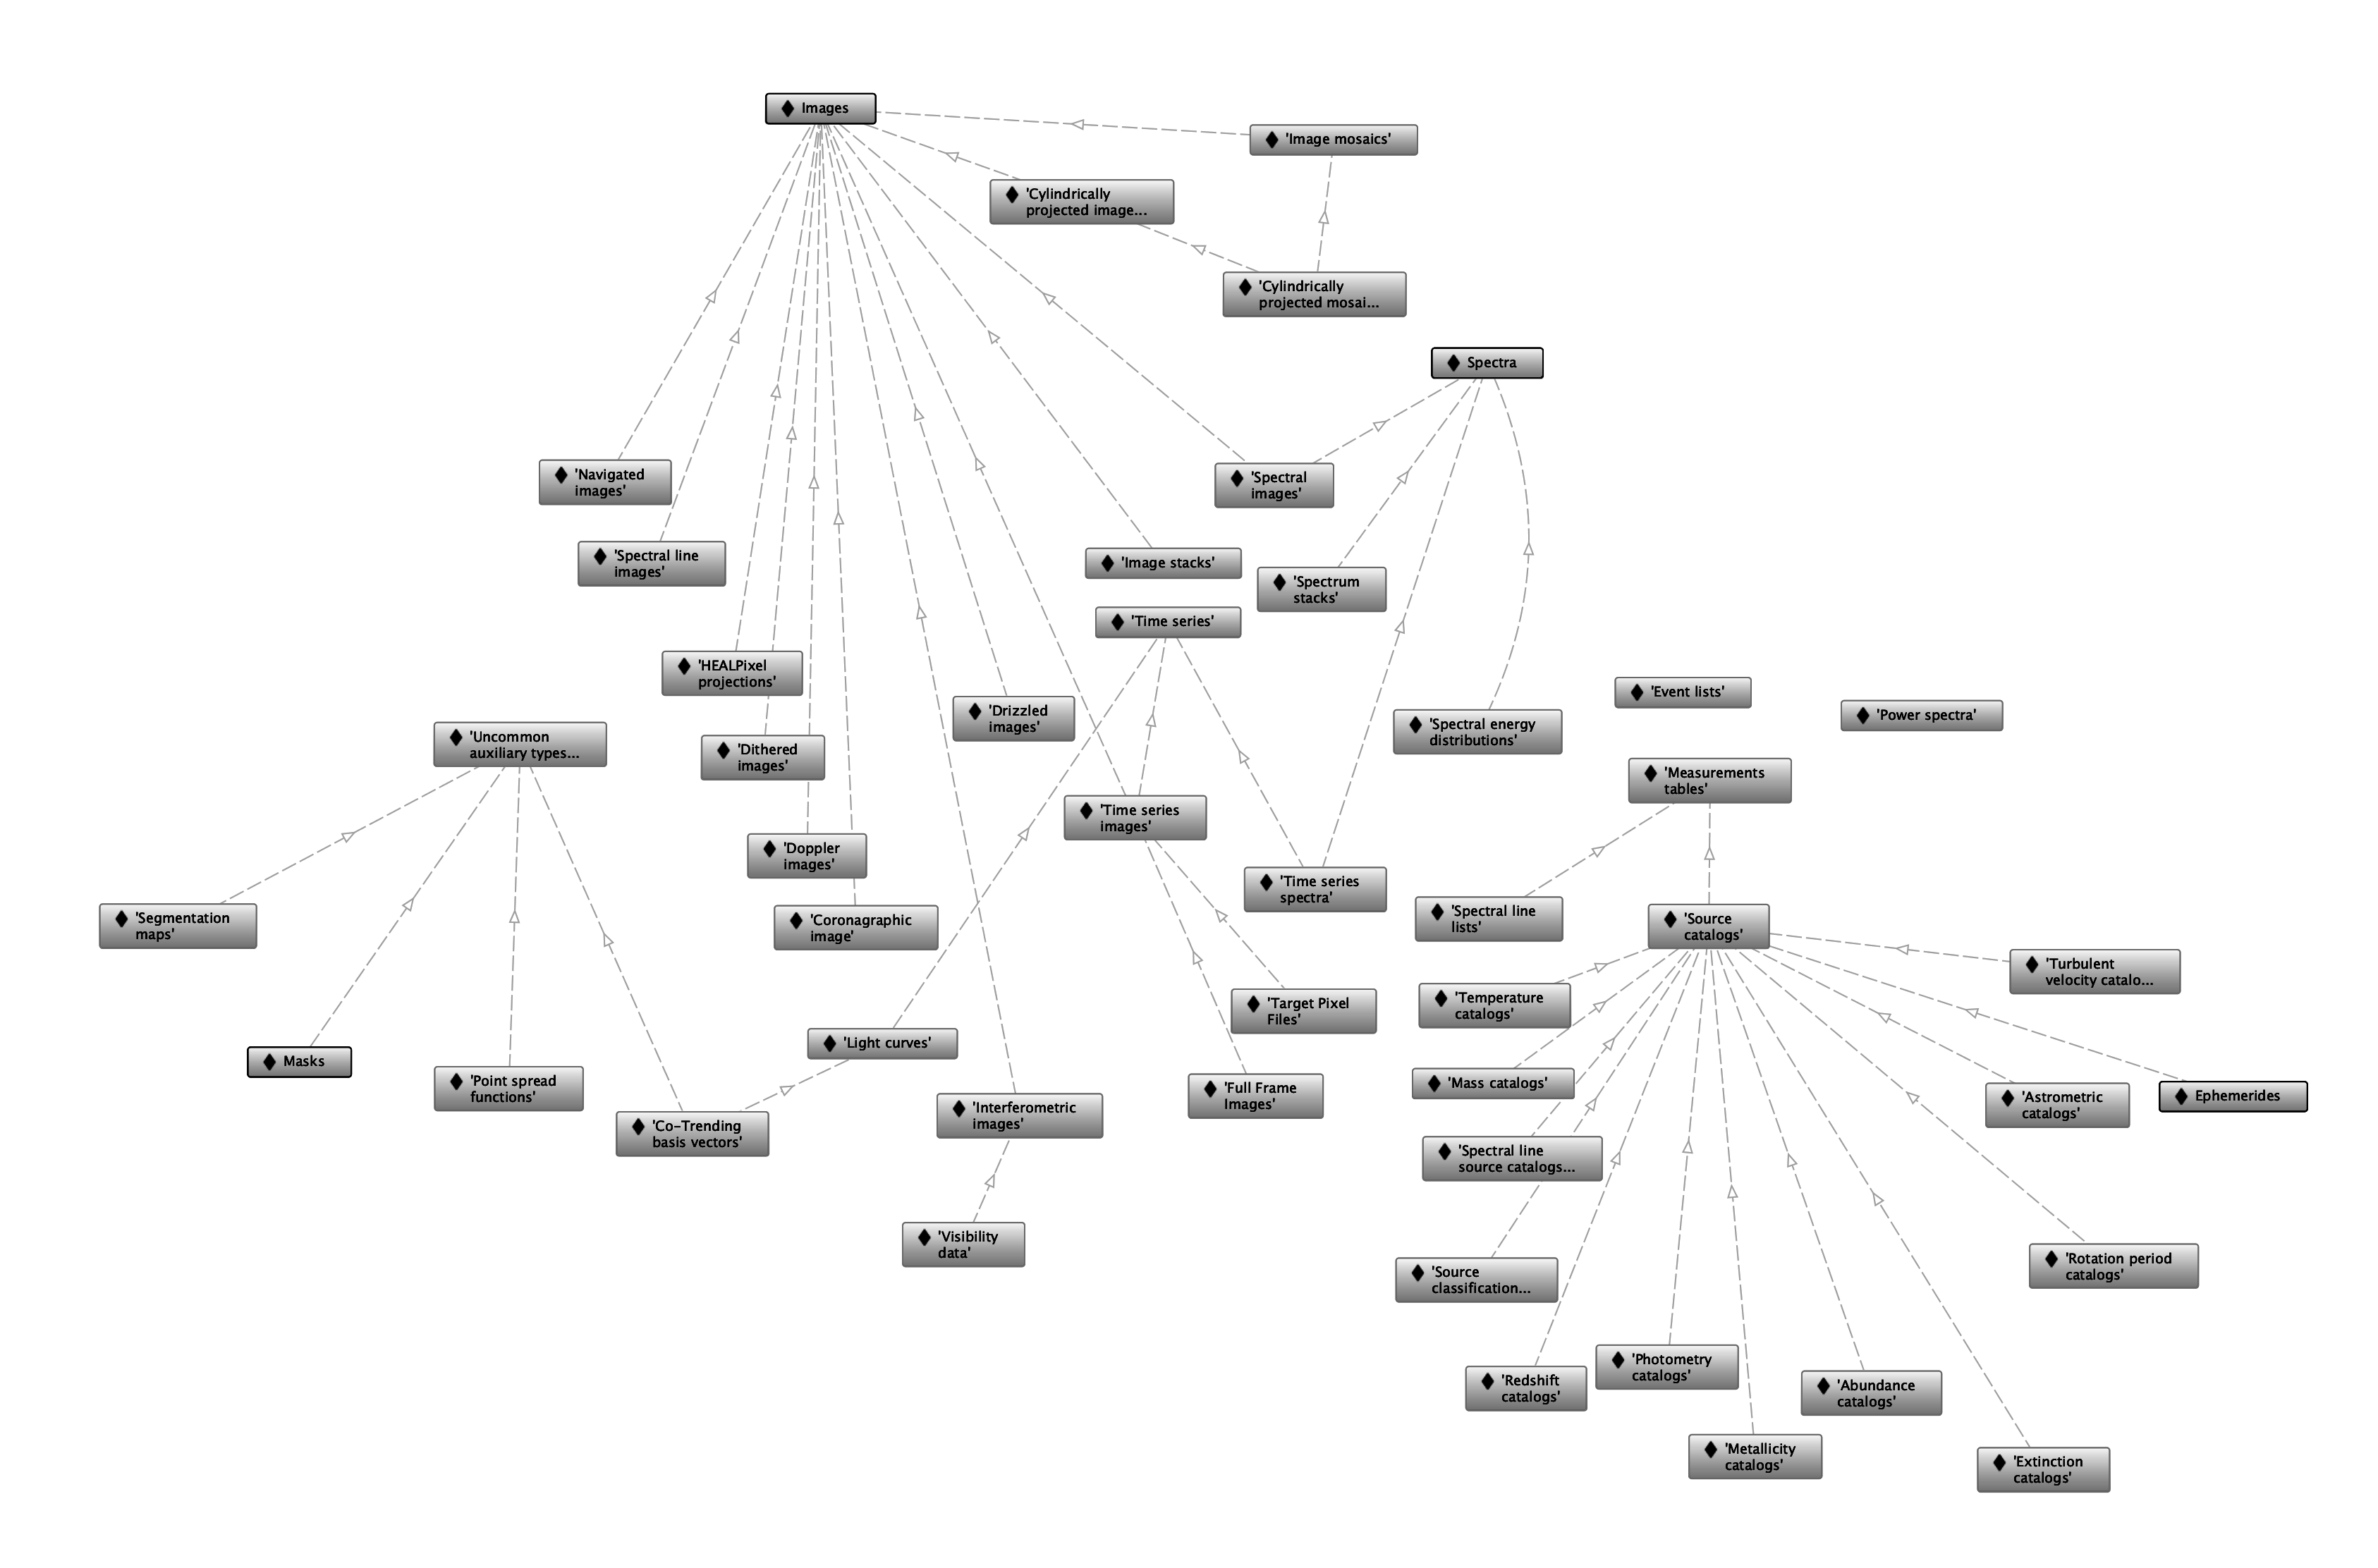 Images
'Image mosaics'
'Cylindrically
projected image...
'Cylindrically
projected mosai...
Spectra
'Navigated
images'
'Spectral
images'
'Spectral line
images'
'Image stacks'
'Spectrum
stacks'
'Time series'
'HEALPixel
projections'
'Event lists'
'Drizzled
images'
'Power spectra'
'Spectral energy
distributions'
'Uncommon
auxiliary types...
'Dithered
images'
'Measurements
tables'
'Time series
images'
'Doppler
images'
'Time series
spectra'
'Segmentation
maps'
'Coronagraphic
image'
'Spectral line
lists'
'Source
catalogs'
'Turbulent
velocity catalo...
'Temperature
catalogs'
'Target Pixel
Files'
'Light curves'
Masks
'Point spread
functions'
'Mass catalogs'
'Full Frame
Images'
'Astrometric
catalogs'
Ephemerides
'Interferometric
images'
'Co-Trending
basis vectors'
'Spectral line
source catalogs...
'Visibility
data'
'Rotation period
catalogs'
'Source
classification...
'Photometry
catalogs'
'Redshift
catalogs'
'Abundance
catalogs'
'Metallicity
catalogs'
'Extinction
catalogs'